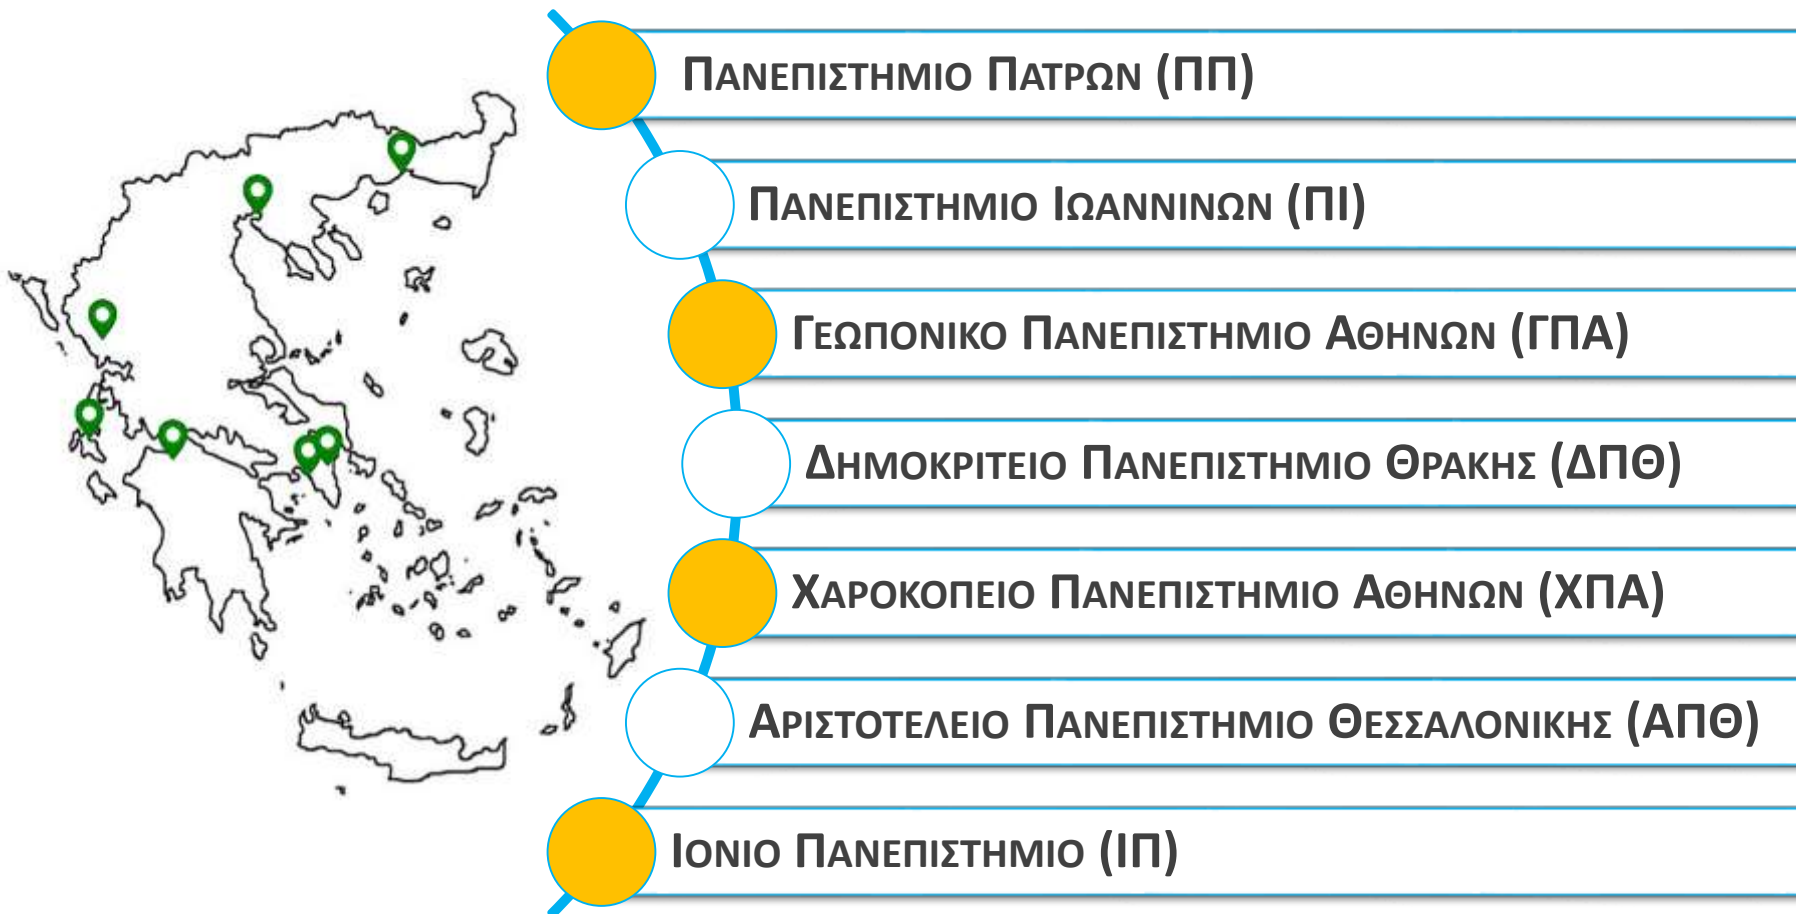 ΠΑΝΕΠΙΣΤΗΜΙΟ ΠΑΤΡΩΝ (ΠΠ)
ΠΑΝΕΠΙΣΤΗΜΙΟ ΙΩΑΝΝΙΝΩΝ (ΠΙ)
ΓΕΩΠΟΝΙΚΟ ΠΑΝΕΠΙΣΤΗΜΙΟ ΑΘΗΝΩΝ (ΓΠΑ)
ΔΗΜΟΚΡΙΤΕΙΟ ΠΑΝΕΠΙΣΤΗΜΙΟ ΘΡΑΚΗΣ (ΔΠΘ)
ΧΑΡΟΚΟΠΕΙΟ ΠΑΝΕΠΙΣΤΗΜΙΟ ΑΘΗΝΩΝ (ΧΠΑ)
ΑΡΙΣΤΟΤΕΛΕΙΟ ΠΑΝΕΠΙΣΤΗΜΙΟ ΘΕΣΣΑΛΟΝΙΚΗΣ (ΑΠΘ)
ΙΟΝΙΟ ΠΑΝΕΠΙΣΤΗΜΙΟ (ΙΠ)